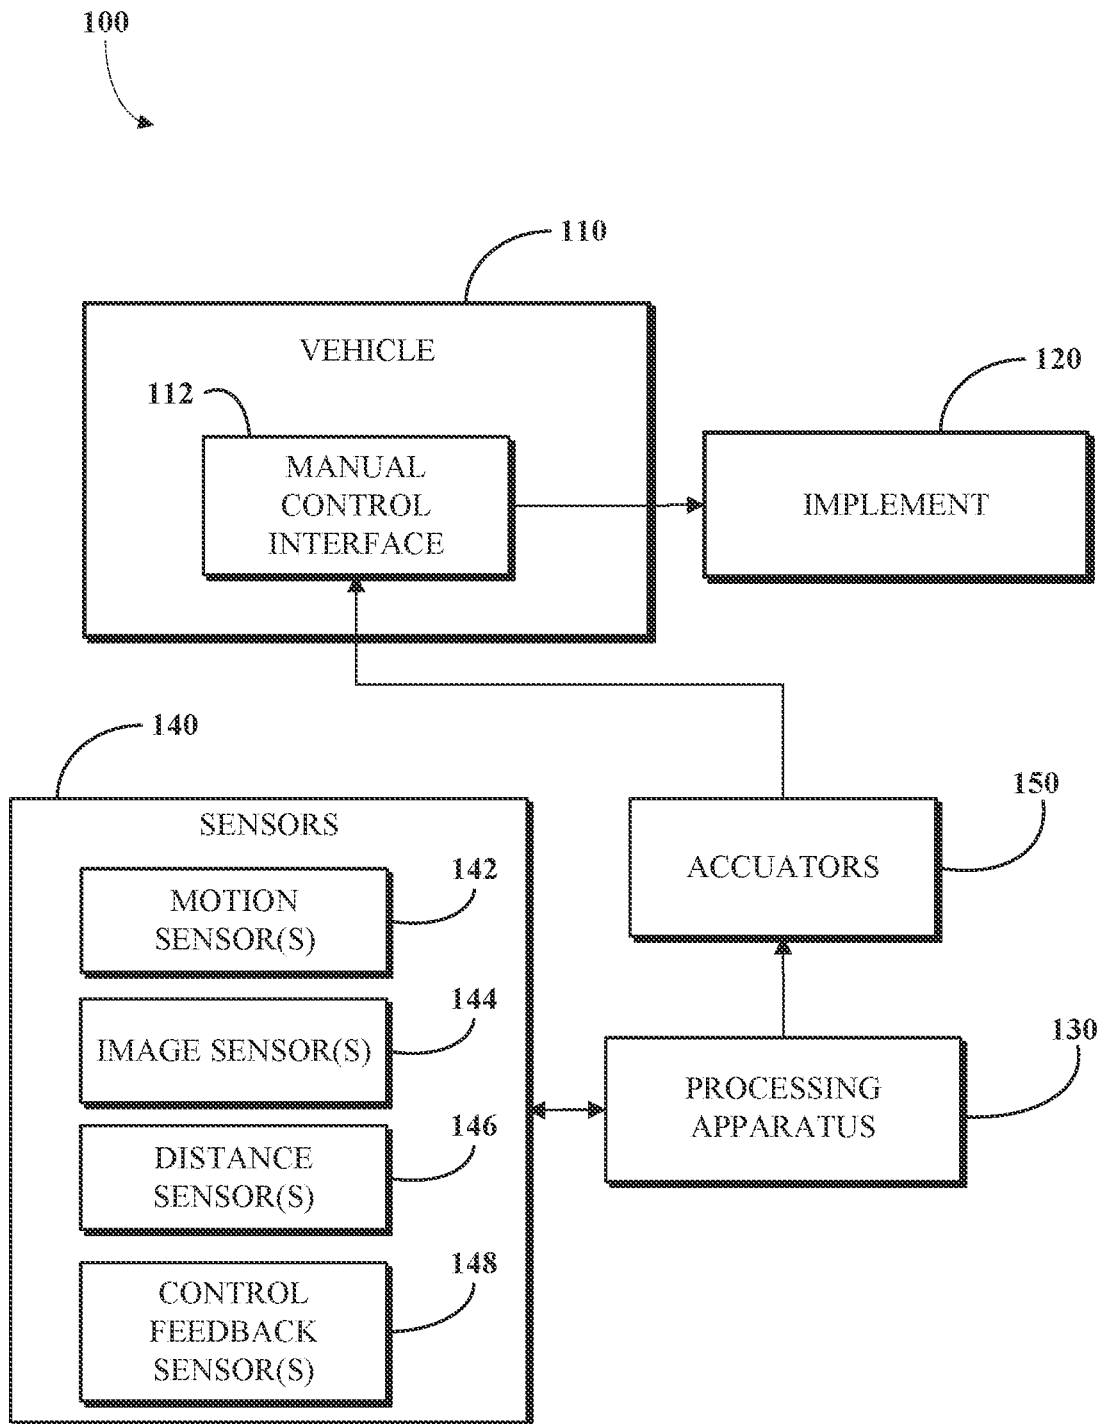 100
110
VEHICLE
120
112
MANUAL
CONTROL
INTERFACE
IMPLEMENT
140
150
SENSORS
ACCUATORS
142
MOTION
SENSOR(S)
144
IMAGE SENSOR(S)
130
PROCESSING
APPARATUS
146
DISTANCE
SENSOR(S)
148
CONTROL
FEEDBACK
SENSOR(S)